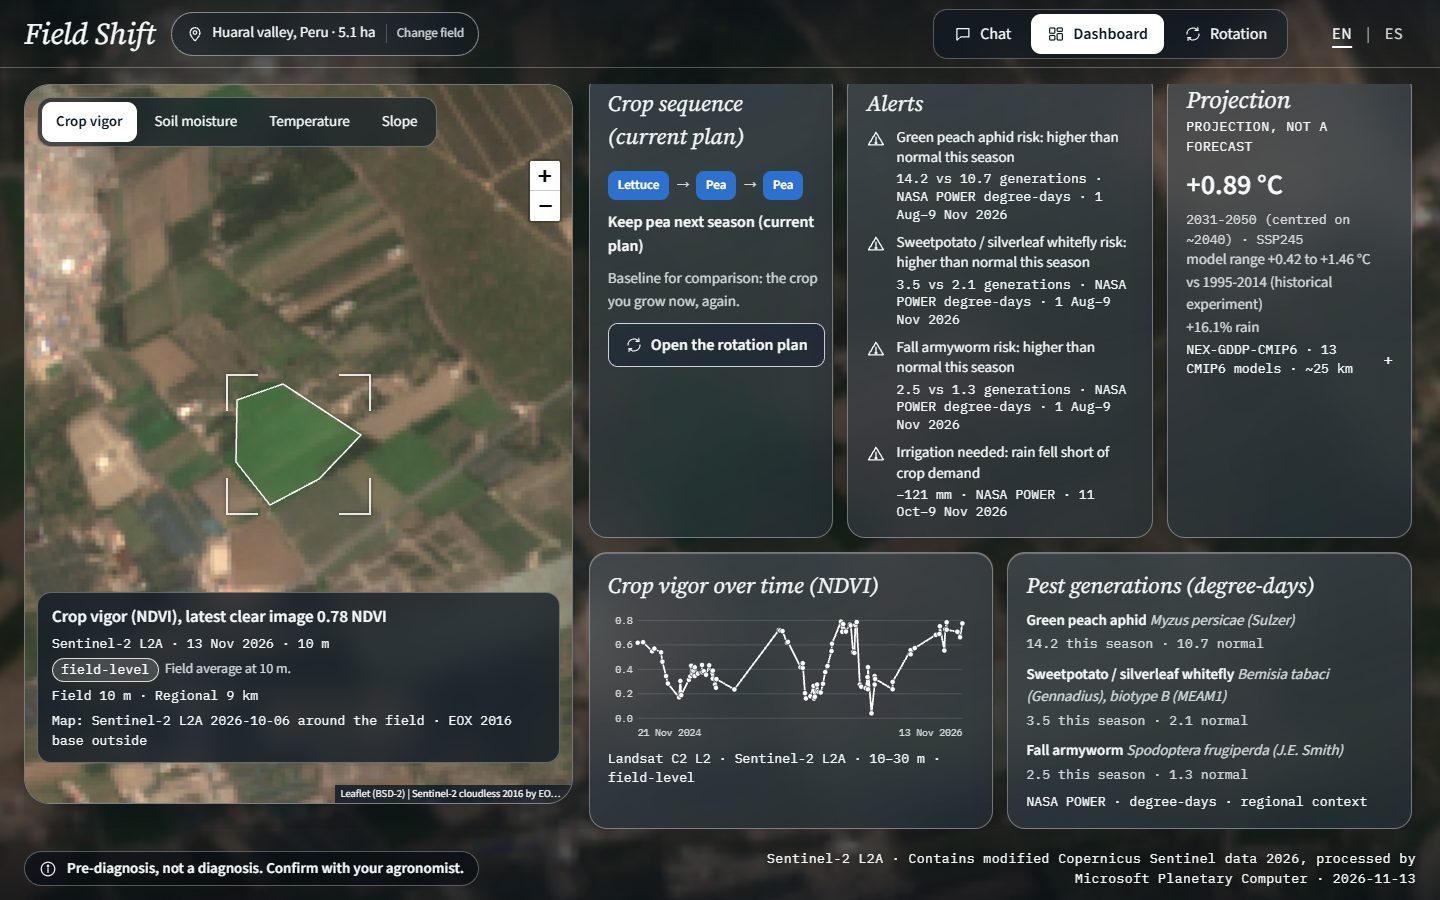 Field Shift
Huaral valley, Peru · 5.1 ha
Change field
Chat
Dashboard
Rotation
EN | ES
Crop vigor
Soil moisture
Temperature
Slope
+
−
Crop vigor (NDVI), latest clear image 0.78 NDVI
Sentinel-2 L2A · 13 Nov 2026 · 10 m
field-level Field average at 10 m.
Field 10 m · Regional 9 km
Map: Sentinel-2 L2A 2026-10-06 around the field · EOX 2016
base outside
Leaflet (BSD-2) | Sentinel-2 cloudless 2016 by EO...
Crop sequence
(current plan)
Lettuce → Pea → Pea
Keep pea next season (current
plan)
Baseline for comparison: the crop
you grow now, again.
Open the rotation plan
Alerts
Green peach aphid risk: higher than
normal this season
14.2 vs 10.7 generations ·
NASA POWER degree-days · 1
Aug–9 Nov 2026
Sweetpotato / silverleaf whitefly risk:
higher than normal this season
3.5 vs 2.1 generations · NASA
POWER degree-days · 1 Aug–9
Nov 2026
Fall armyworm risk: higher than
normal this season
2.5 vs 1.3 generations · NASA
POWER degree-days · 1 Aug–9
Nov 2026
Irrigation needed: rain fell short of
crop demand
−121 mm · NASA POWER · 11
Oct–9 Nov 2026
Projection
PROJECTION, NOT A
FORECAST
+0.89 °C
2031-2050 (centred on
~2040) · SSP245
model range +0.42 to +1.46 °C
vs 1995-2014 (historical
experiment)
+16.1% rain
NEX-GDDP-CMIP6 · 13
CMIP6 models · ~25 km
+
Crop vigor over time (NDVI)
0.8
0.6
0.4
0.2
0.0
21 Nov 2024
13 Nov 2026
Landsat C2 L2 · Sentinel-2 L2A · 10–30 m ·
field-level
Pest generations (degree-days)
Green peach aphid Myzus persicae (Sulzer)
14.2 this season · 10.7 normal
Sweetpotato / silverleaf whitefly Bemisia tabaci
(Gennadius), biotype B (MEAM1)
3.5 this season · 2.1 normal
Fall armyworm Spodoptera frugiperda (J.E. Smith)
2.5 this season · 1.3 normal
NASA POWER · degree-days · regional context
Pre-diagnosis, not a diagnosis. Confirm with your agronomist.
Sentinel-2 L2A · Contains modified Copernicus Sentinel data 2026, processed by
Microsoft Planetary Computer · 2026-11-13